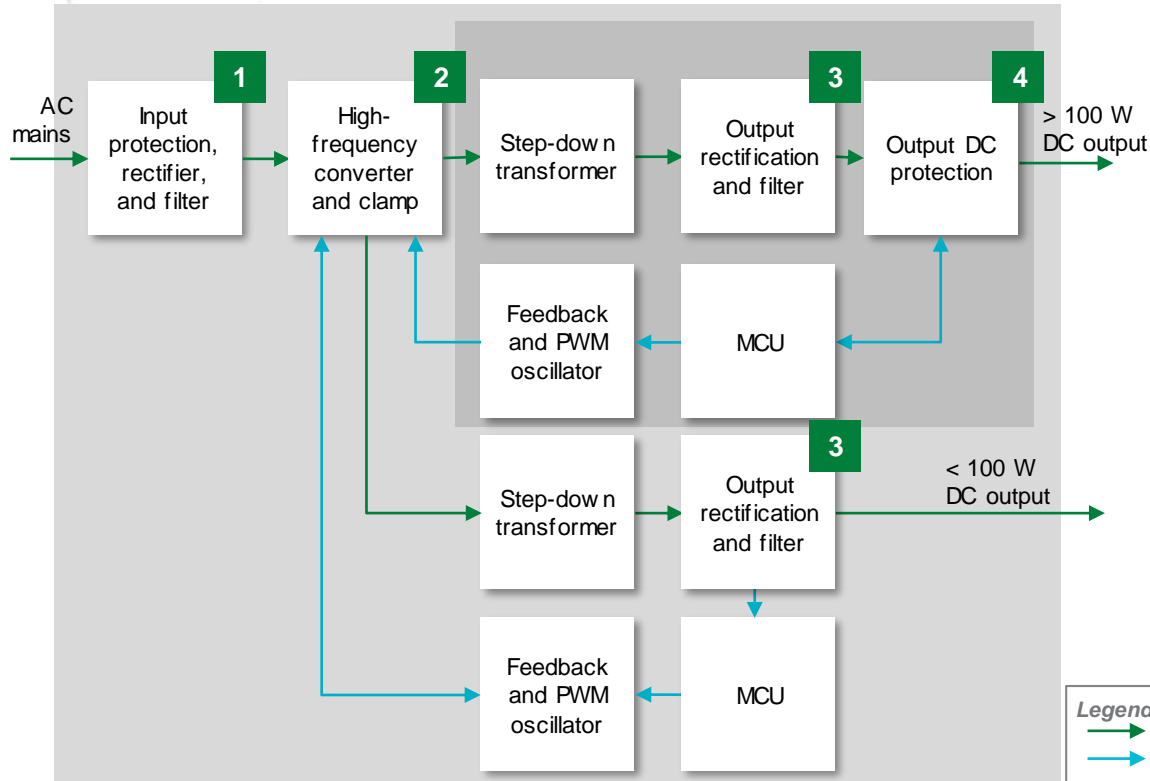 AC
mains
1
Input
protection,
rectifier,
and filter
2
High-
frequency
converter
and clamp
Step-down
transformer
3
Output
rectification
and filter
4
Output DC
protection
> 100 W
DC output
Feedback
and PWM
oscillator
MCU
Step-down
transformer
3
Output
rectification
and filter
< 100 W
DC output
Feedback
and PWM
oscillator
MCU
Legend